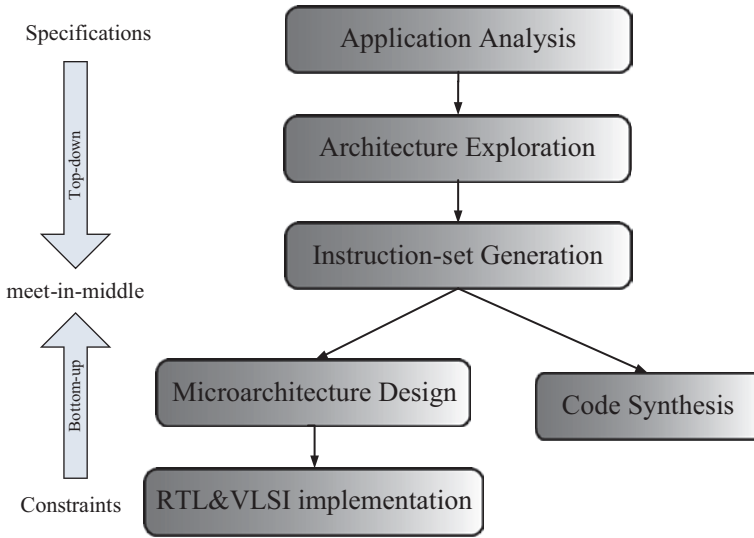 Specifications
Application Analysis
Top-down
Architecture Exploration
Instruction-set Generation
meet-in-middle
Bottom-up
Microarchitecture Design
Code Synthesis
Constraints
RTL&VLSI implementation